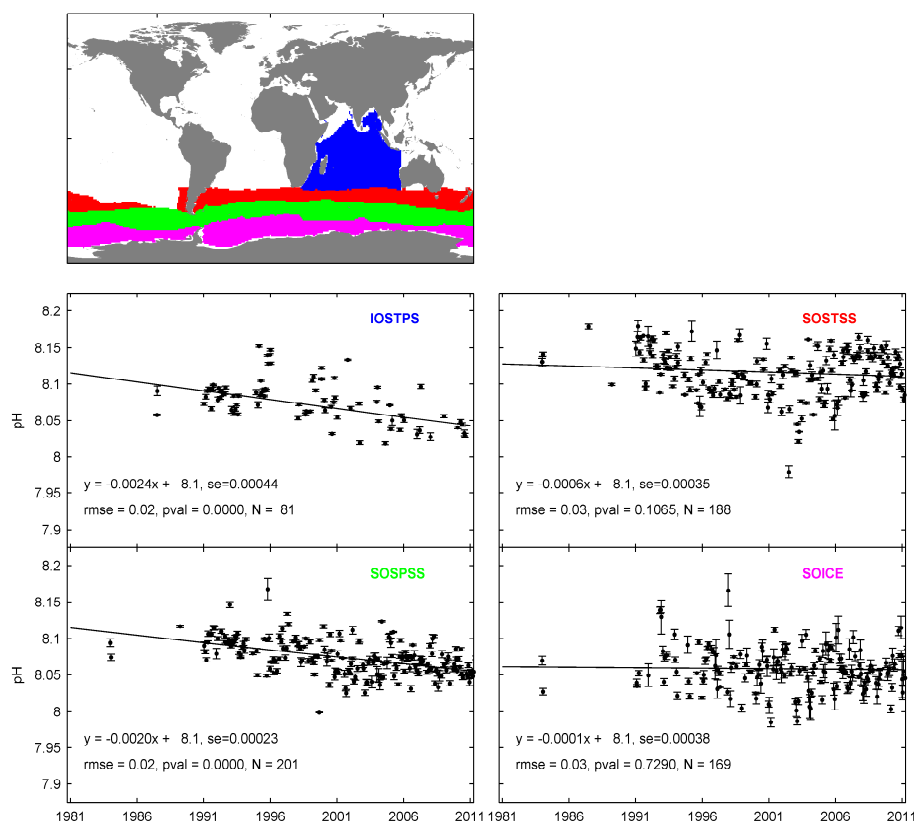 IOSTPS
SOSTSS
8.2
8.15
8.1
8.05
8
7.95
7.9
pH
y = 0.0024x + 8.1, se=0.00044
rmse = 0.02, pval = 0.0000, N = 81
y = 0.0006x + 8.1, se=0.00035
rmse = 0.03, pval = 0.1065, N = 188
SOSPSS
SOICE
8.15
8.1
8.05
8
7.95
7.9
pH
y = -0.0020x + 8.1, se=0.00023
rmse = 0.02, pval = 0.0000, N = 201
y = -0.0001x + 8.1, se=0.00038
rmse = 0.03, pval = 0.7290, N = 169
1981 1986 1991 1996 2001 2006 2011
1981 1986 1991 1996 2001 2006 2011